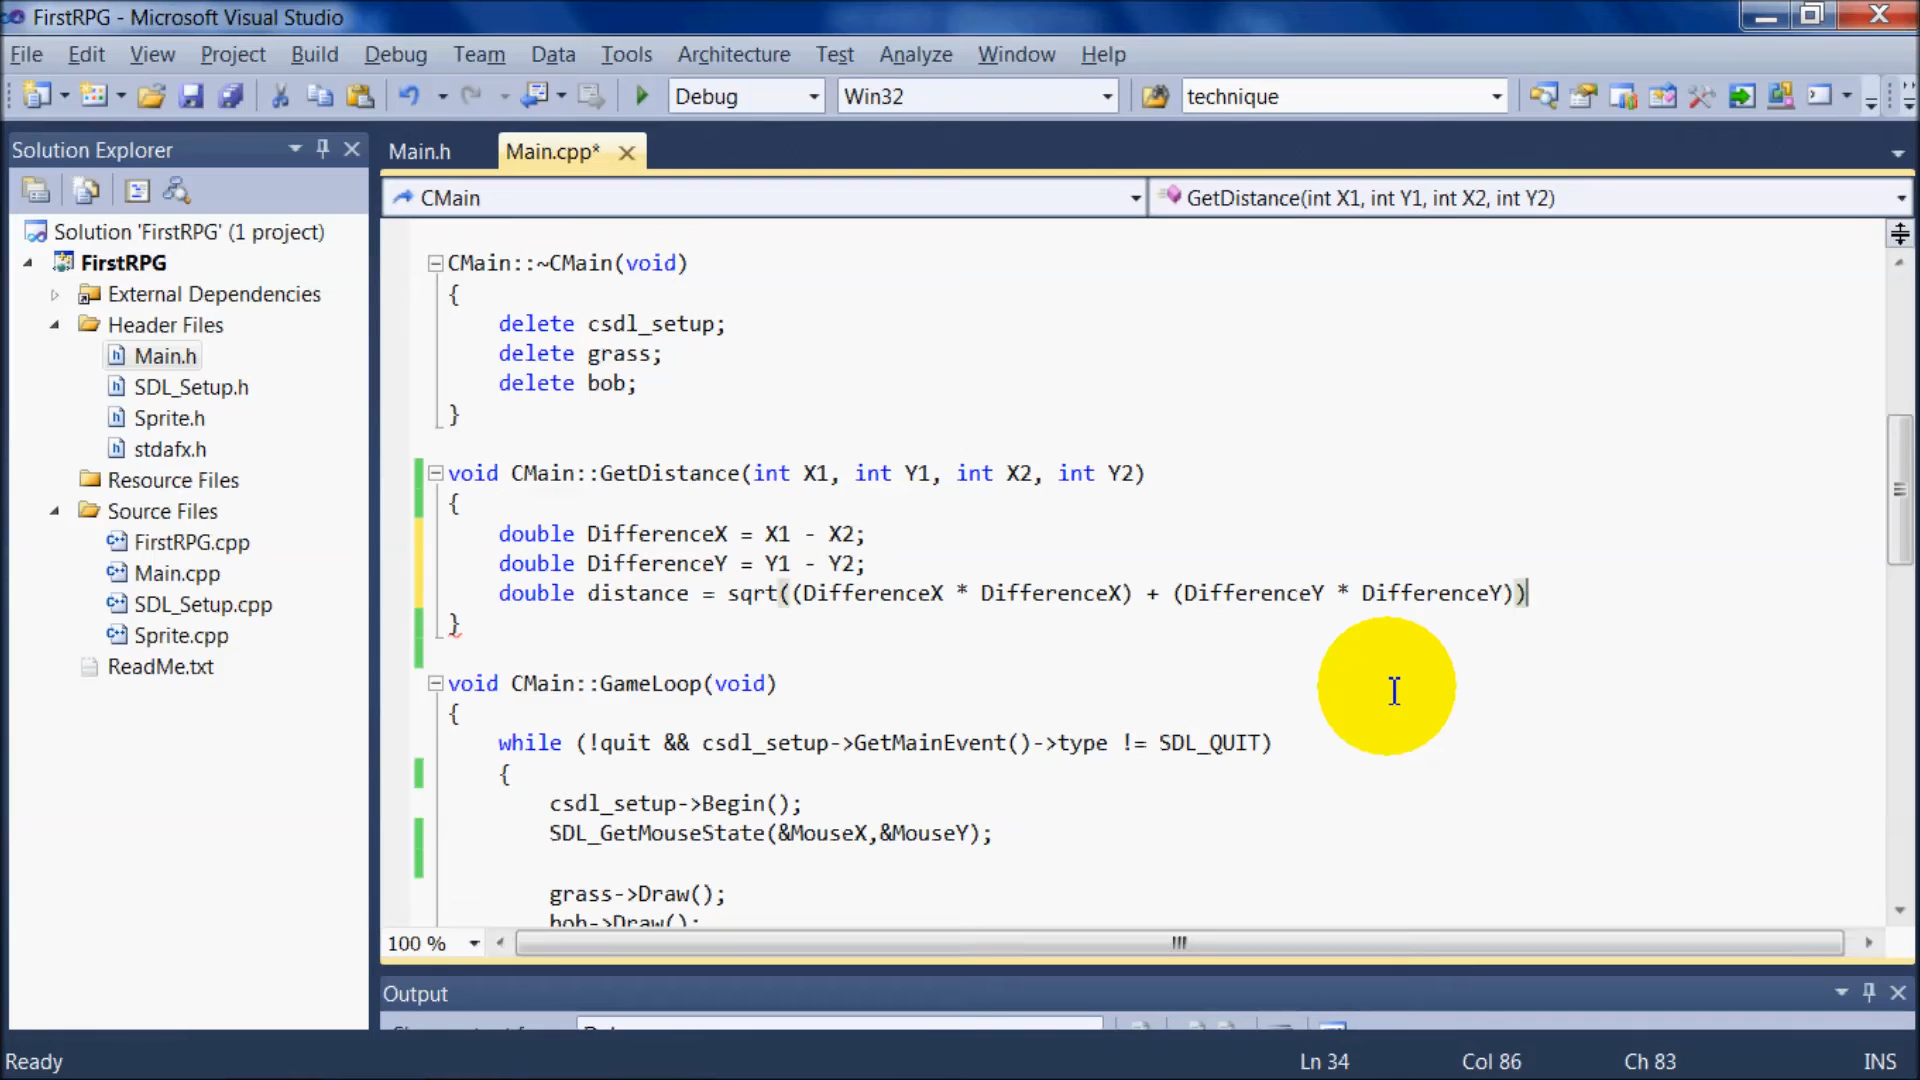 FirstRPG - Microsoft Visual Studio
File Edit View Project Build Debug Team Data Tools Architecture Test Analyze Window Help
Debug Win32 technique
Solution Explorer
Main.h Main.cpp*
CMain GetDistance(int X1, int Y1, int X2, int Y2)
Solution 'FirstRPG' (1 project)
FirstRPG
External Dependencies
Header Files
Main.h
SDL_Setup.h
Sprite.h
stdafx.h
Resource Files
Source Files
FirstRPG.cpp
Main.cpp
SDL_Setup.cpp
Sprite.cpp
ReadMe.txt
CMain::~CMain(void)
{
delete csdl_setup;
delete grass;
delete bob;
}
void CMain::GetDistance(int X1, int Y1, int X2, int Y2)
{
double DifferenceX = X1 - X2;
double DifferenceY = Y1 - Y2;
double distance = sqrt((DifferenceX * DifferenceX) + (DifferenceY * DifferenceY))
}
void CMain::GameLoop(void)
{
while (!quit && csdl_setup->GetMainEvent()->type != SDL_QUIT)
{
csdl_setup->Begin();
SDL_GetMouseState(&MouseX,&MouseY);
grass->Draw();
bob->Draw();
100 %
Output
Ready Ln 34 Col 86 Ch 83 INS